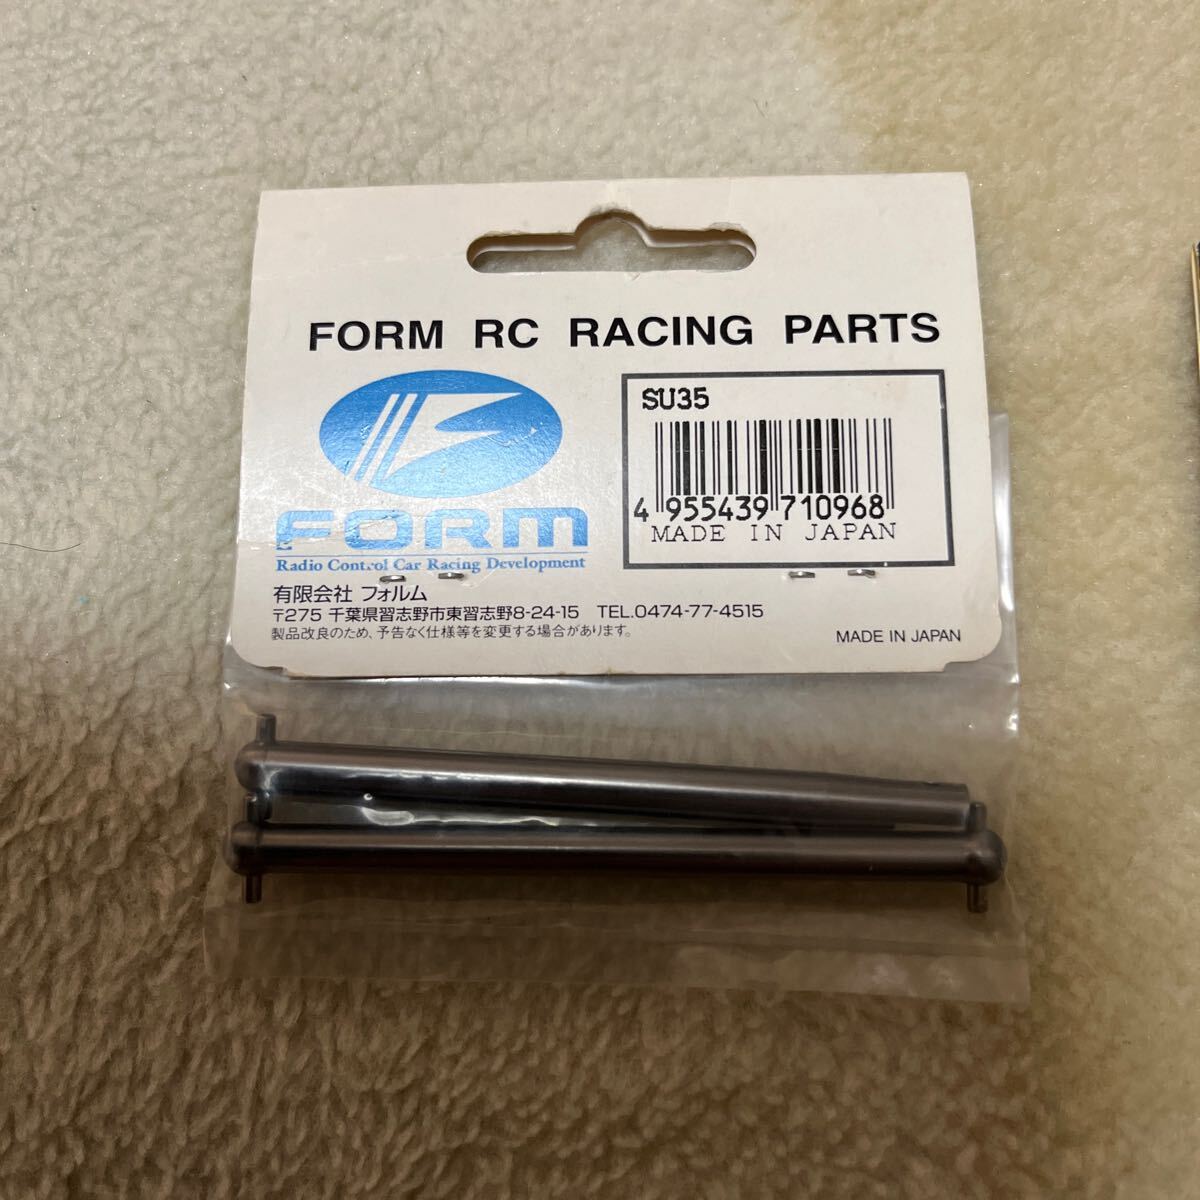 FORM RC RACING PARTS
SU35
4 955439 710968
MADE IN JAPAN
FORM
Radio Control Car Racing Development
有限会社 フォルム
〒275 千葉県習志野市東習志野8-24-15 TEL.0474-77-4515
製品改良のため、予告なく仕様等を変更する場合があります。
MADE IN JAPAN